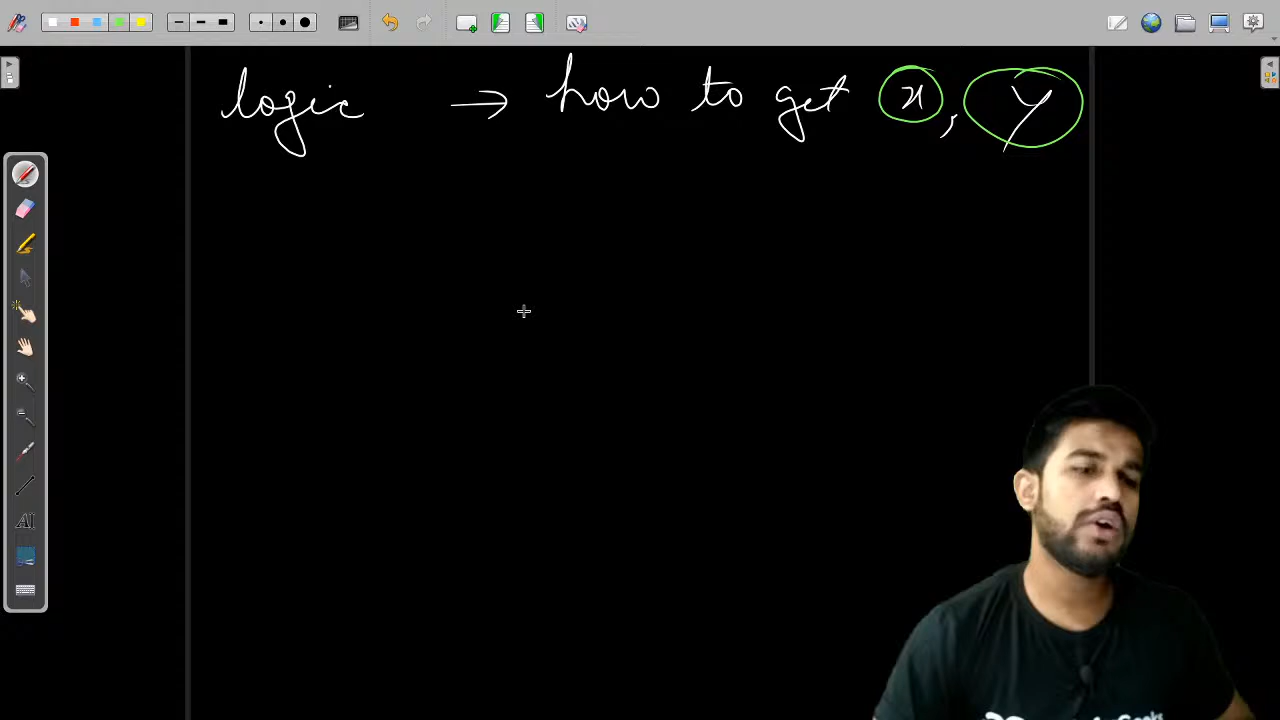 logic → how to get x, y